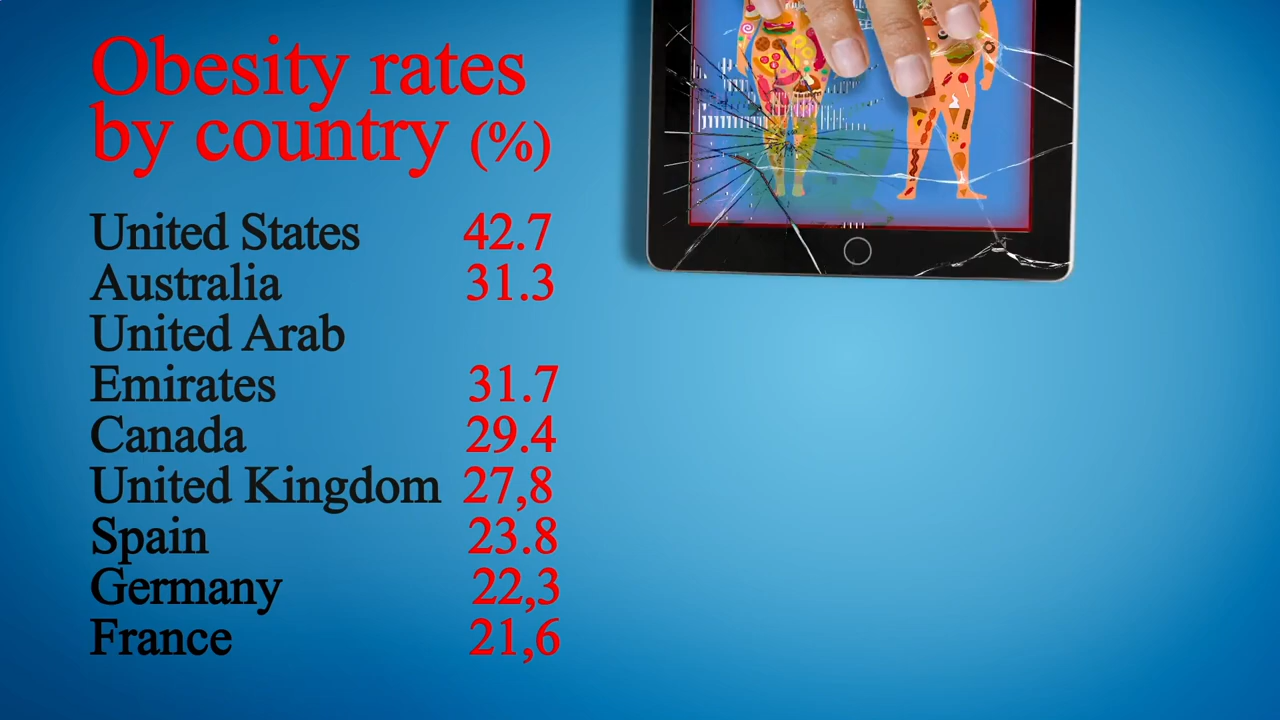 Obesity rates
by country (%)
United States 42.7
Australia 31.3
United Arab
Emirates 31.7
Canada 29.4
United Kingdom 27,8
Spain 23.8
Germany 22,3
France 21,6